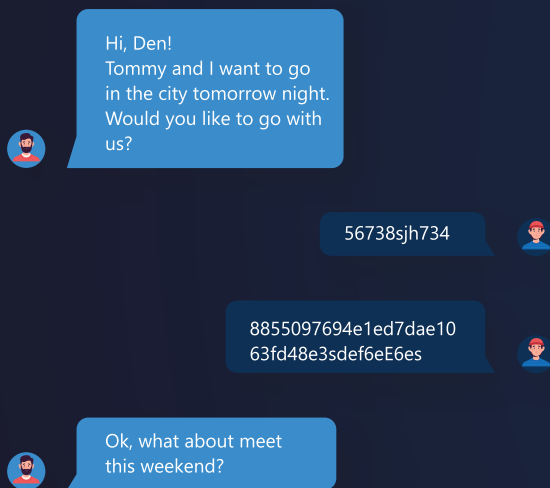 Hi, Den!
Tommy and I want to go
in the city tomorrow night.
Would you like to go with
us?
56738sjh734
8855097694e1ed7dae10
63fd48e3sdef6eE6es
Ok, what about meet
this weekend?